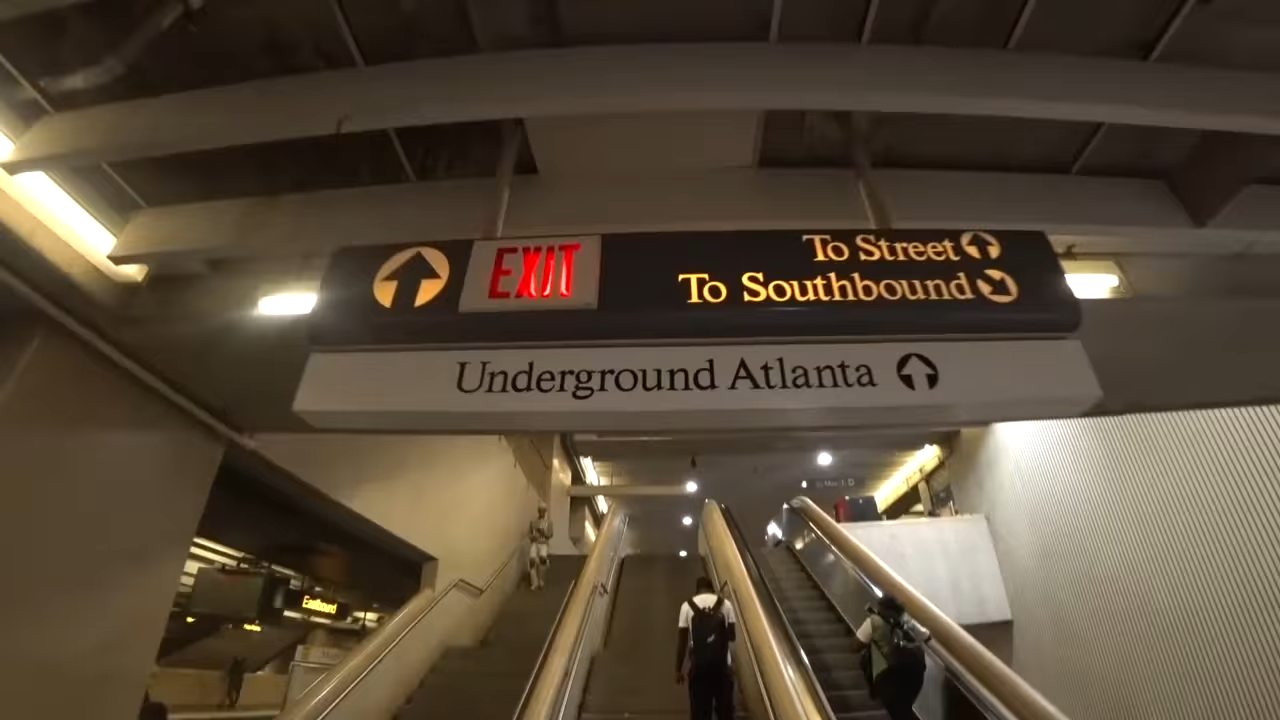 EXIT
To Street
To Southbound
Underground Atlanta
Eastbound